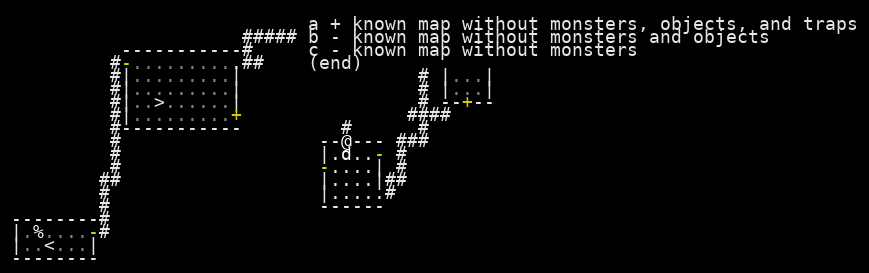 a + known map without monsters, objects, and traps
b - known map without monsters and objects
c - known map without monsters
(end)